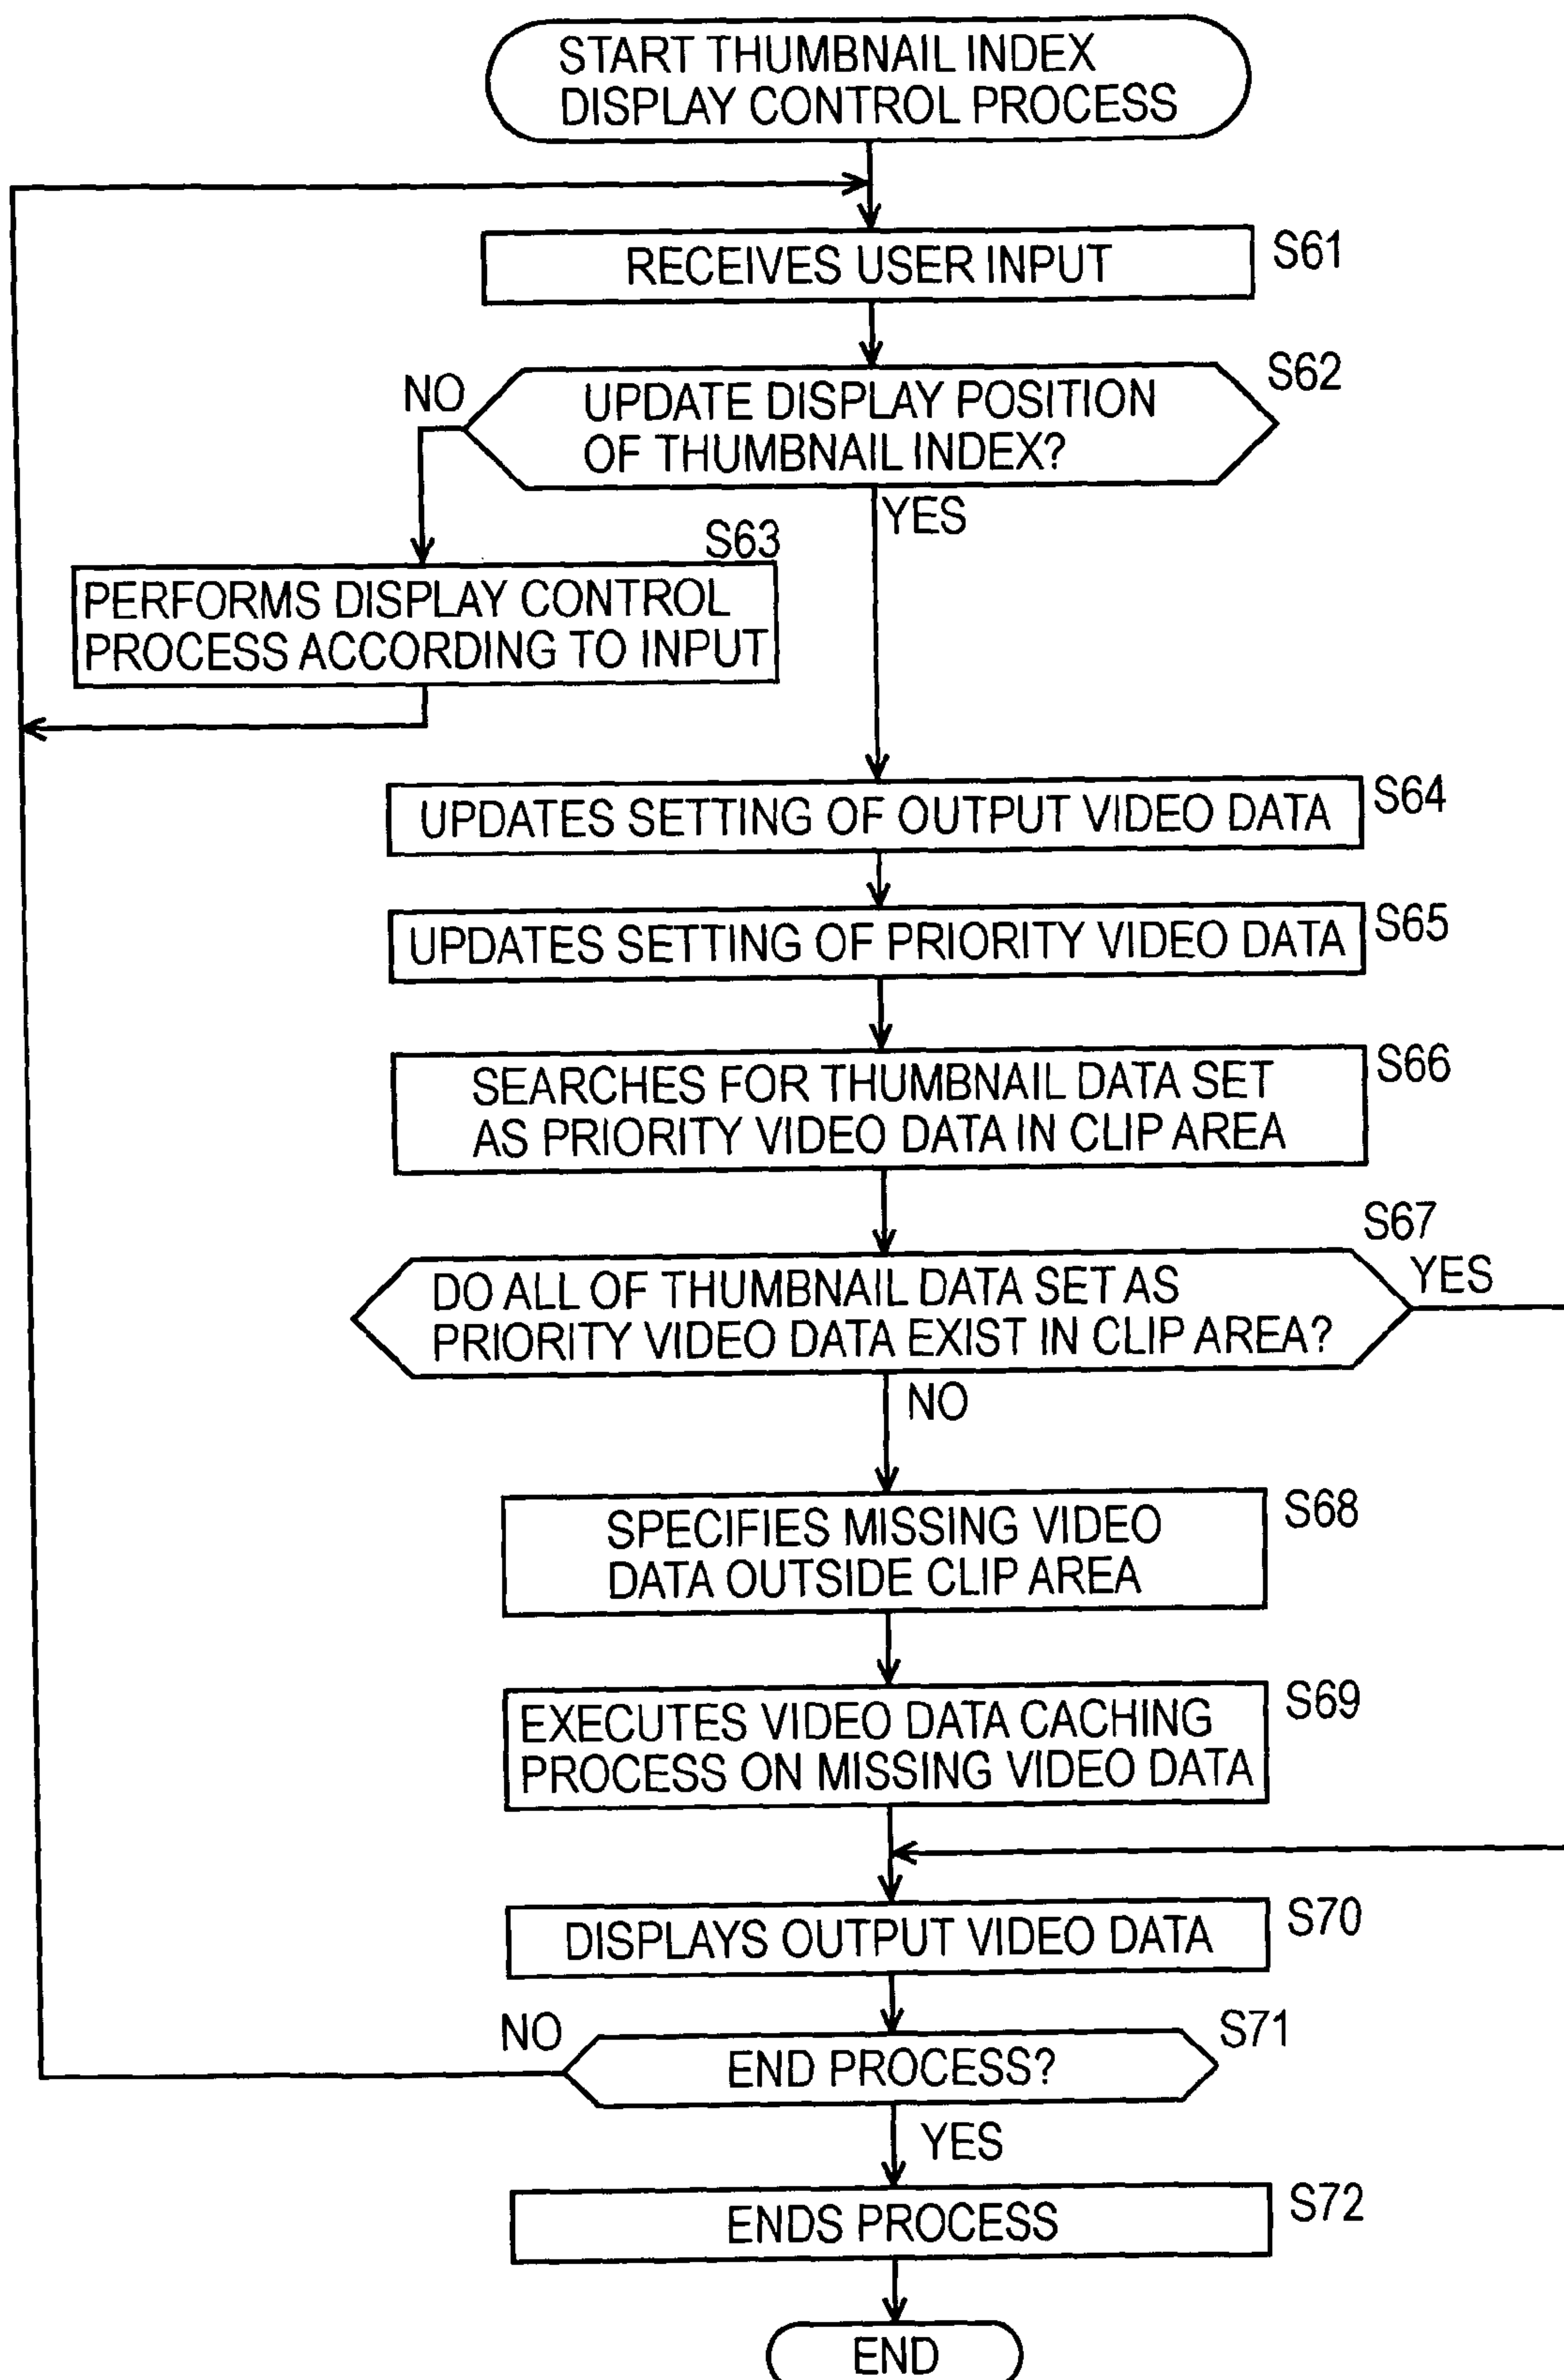 START THUMBNAIL INDEX
DISPLAY CONTROL PROCESS
RECEIVES USER INPUT
S61
UPDATE DISPLAY POSITION
OF THUMBNAIL INDEX?
S62
NO
YES
S63
PERFORMS DISPLAY CONTROL
PROCESS ACCORDING TO INPUT
UPDATES SETTING OF OUTPUT VIDEO DATA
S64
UPDATES SETTING OF PRIORITY VIDEO DATA
S65
SEARCHES FOR THUMBNAIL DATA SET
AS PRIORITY VIDEO DATA IN CLIP AREA
S66
DO ALL OF THUMBNAIL DATA SET AS
PRIORITY VIDEO DATA EXIST IN CLIP AREA?
S67
YES
NO
SPECIFIES MISSING VIDEO
DATA OUTSIDE CLIP AREA
S68
EXECUTES VIDEO DATA CACHING
PROCESS ON MISSING VIDEO DATA
S69
DISPLAYS OUTPUT VIDEO DATA
S70
NO
END PROCESS?
S71
YES
ENDS PROCESS
S72
END